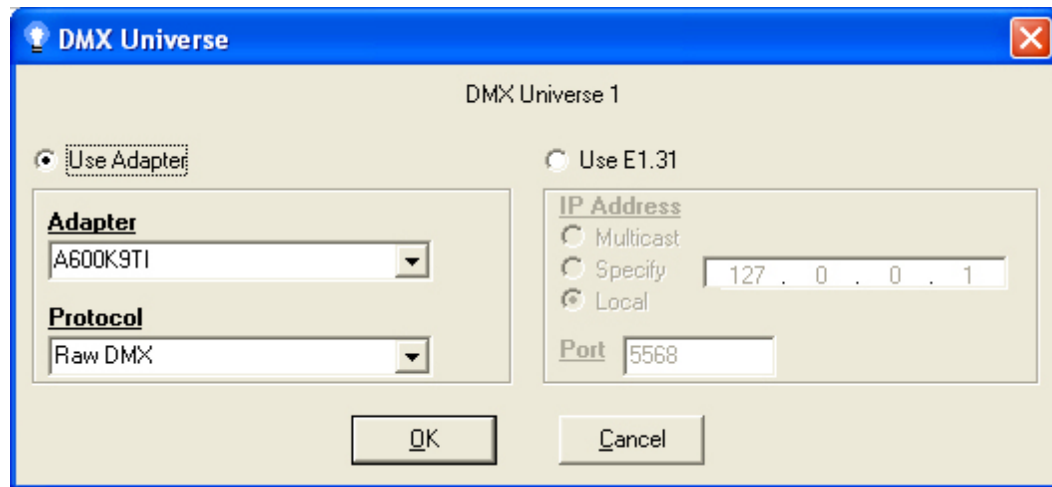 DMX Universe
DMX Universe 1
Use Adapter
Adapter
A600K9TI
Protocol
Raw DMX
Use E1.31
IP Address
Multicast
Specify 127 . 0 . 0 . 1
Local
Port 5568
OK Cancel